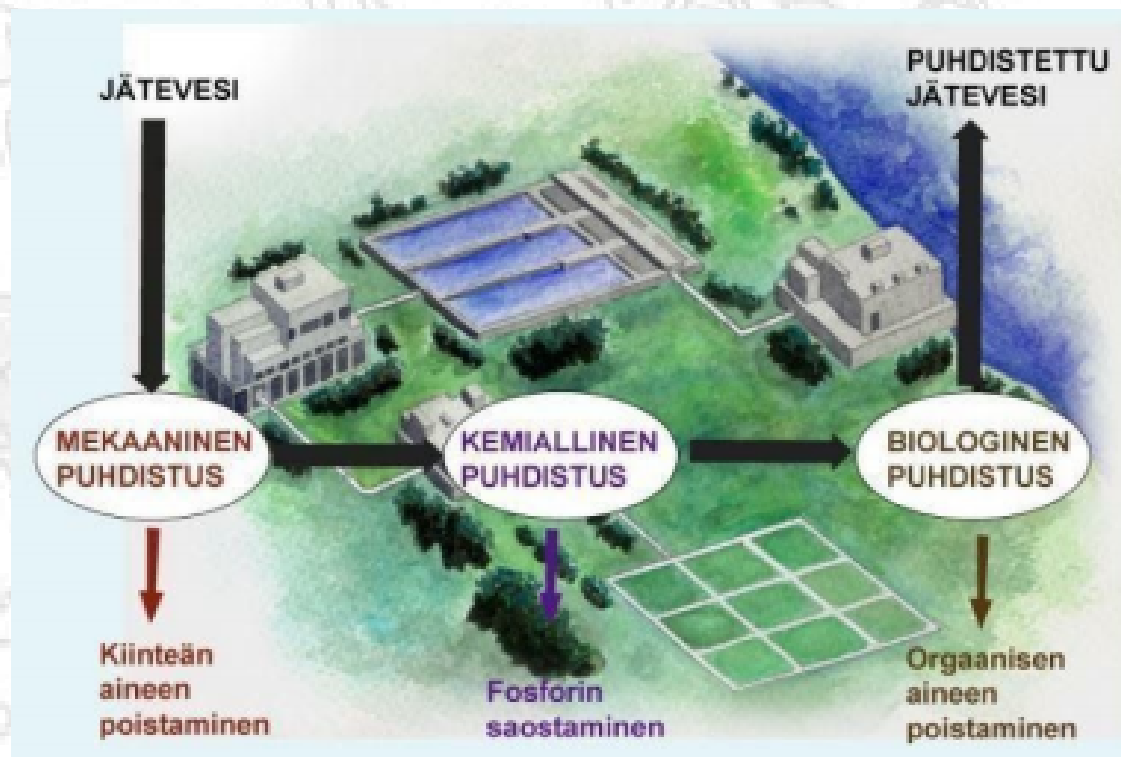 JÄTEVESI
PUHDISTETTU
JÄTEVESI
MEKAANINEN
PUHDISTUS
KEMIALLINEN
PUHDISTUS
BIOLOGINEN
PUHDISTUS
Kiinteän
aineen
poistaminen
Fosforin
saostaminen
Orgaanisen
aineen
poistaminen